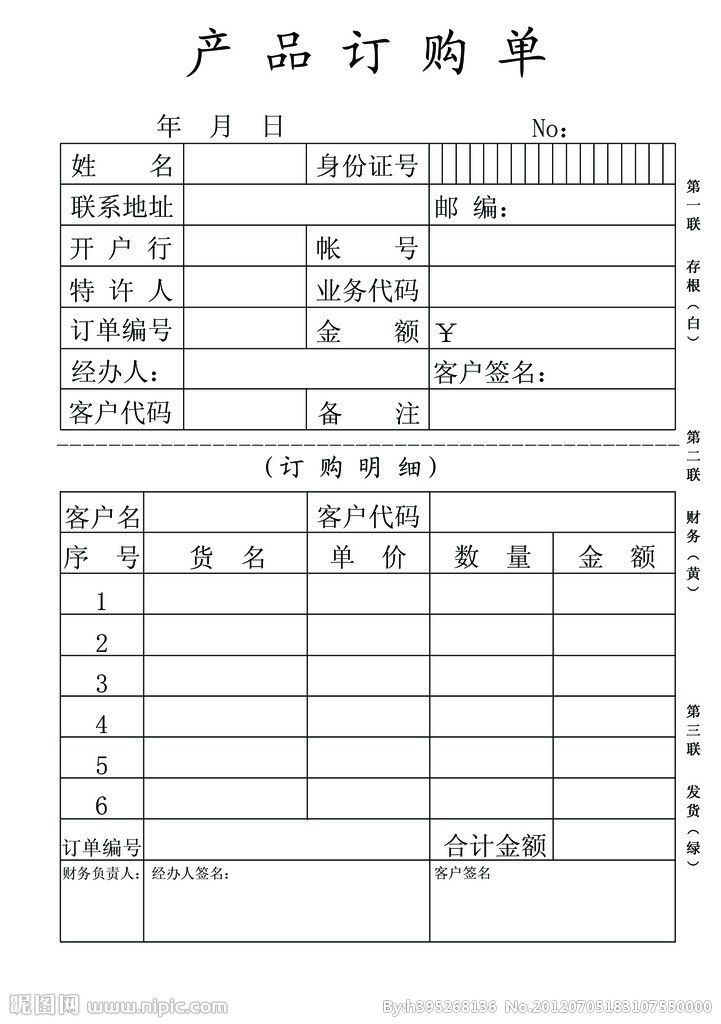 产品订购单
年 月 日 No：
姓 名 身份证号
联系地址 邮 编：
开 户 行 帐 号
特 许 人 业务代码
订单编号 金 额 ￥
经办人： 客户签名：
客户代码 备 注
(订 购 明 细)
客户名 客户代码
序 号 货 名 单 价 数 量 金 额
1
2
3
4
5
6
订单编号 合计金额
财务负责人： 经办人签名： 客户签名
第一联 存根(白)
第二联 财务(黄)
第三联 发货(绿)
昵图网 www.nipic.com
By:h395268136 No.20120705183107550000